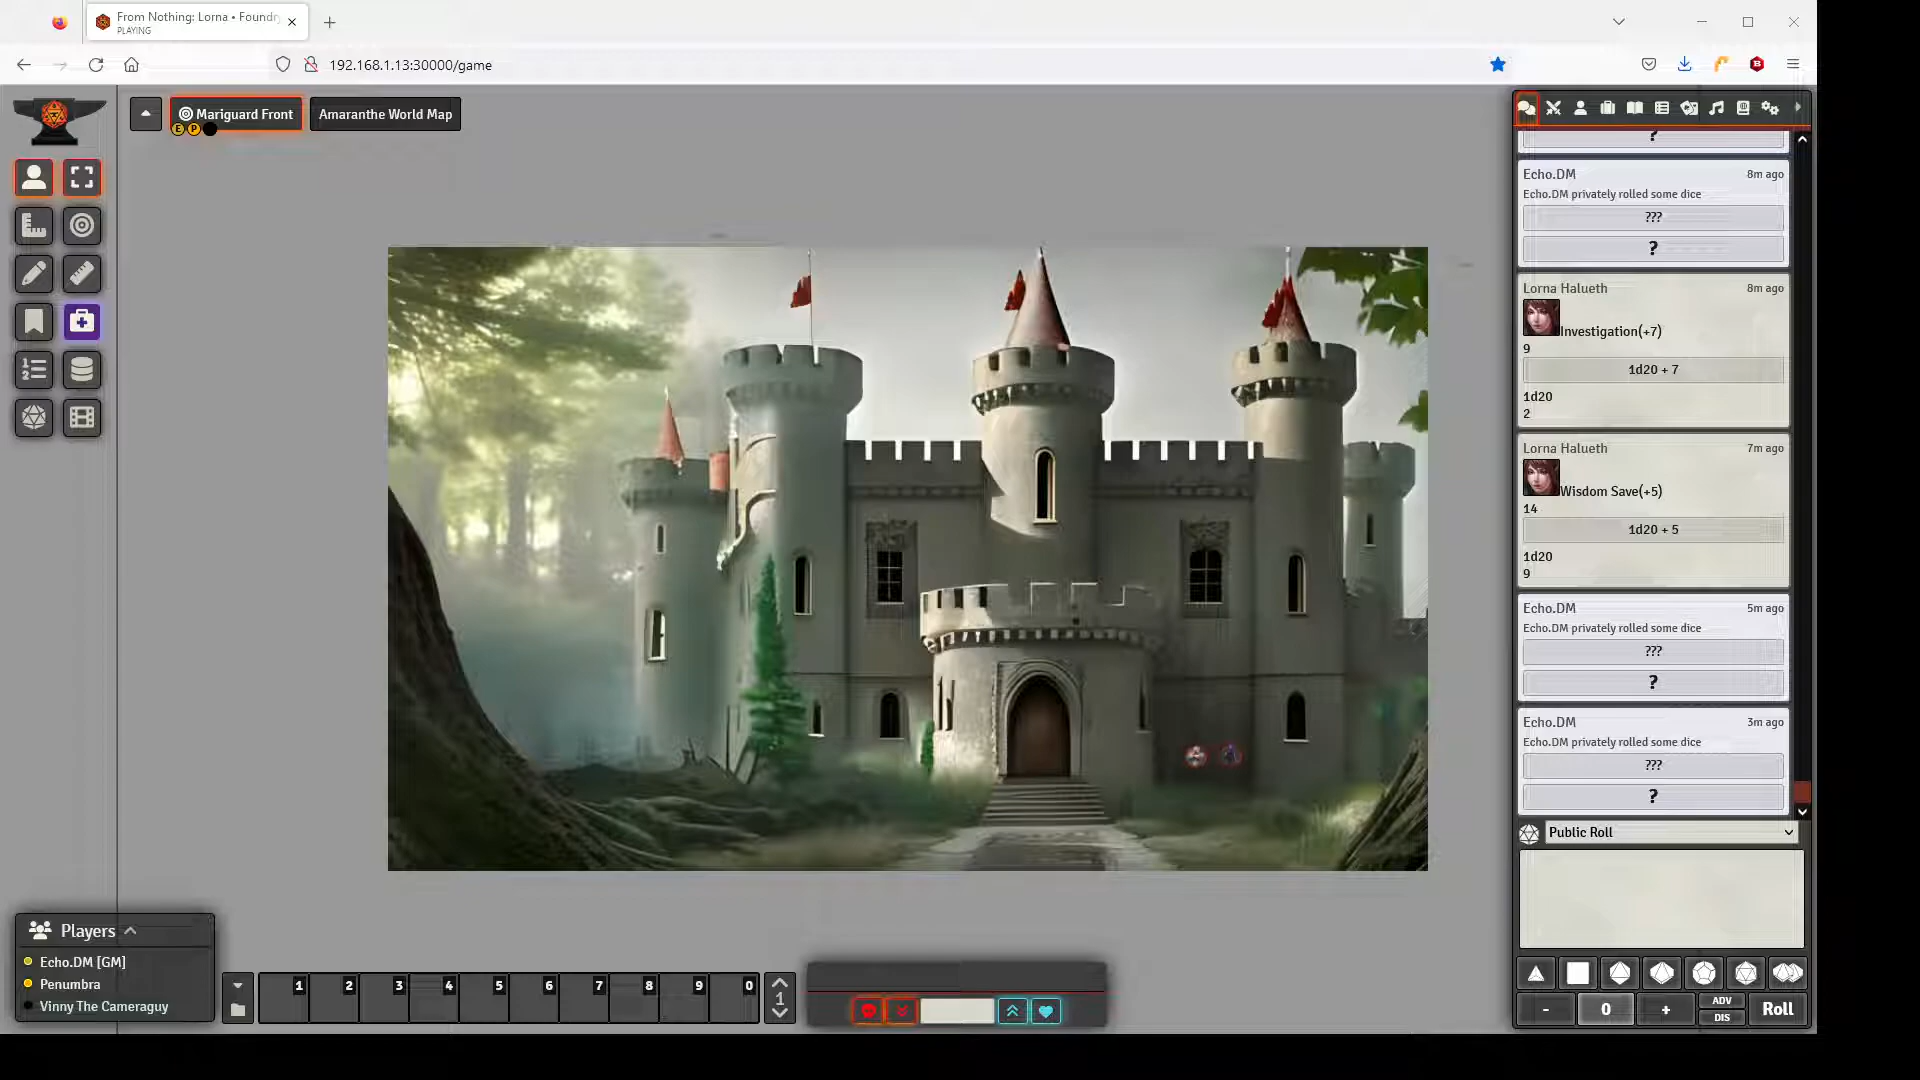 From Nothing: Lorna • Foundr
PLAYING
192.168.1.13:30000/game
Mariguard Front
Amaranthe World Map
E P
?
Echo.DM 8m ago
Echo.DM privately rolled some dice
???
?
Lorna Halueth 8m ago
Investigation(+7)
9
1d20 + 7
1d20
2
Lorna Halueth 7m ago
Wisdom Save(+5)
14
1d20 + 5
1d20
9
Echo.DM 5m ago
Echo.DM privately rolled some dice
???
?
Echo.DM 3m ago
Echo.DM privately rolled some dice
???
?
Public Roll
Players
Echo.DM [GM]
Penumbra
Vinny The Cameraguy
1 2 3 4 5 6 7 8 9 0
1
- 0 + ADV DIS Roll